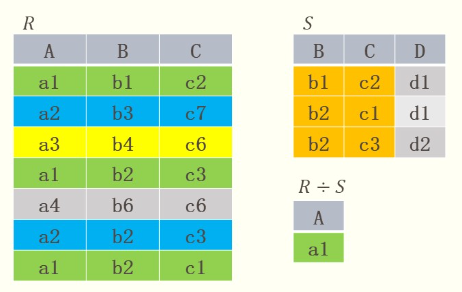 R
A B C
a1 b1 c2
a2 b3 c7
a3 b4 c6
a1 b2 c3
a4 b6 c6
a2 b2 c3
a1 b2 c1
S
B C D
b1 c2 d1
b2 c1 d1
b2 c3 d2
R ÷ S
A
a1